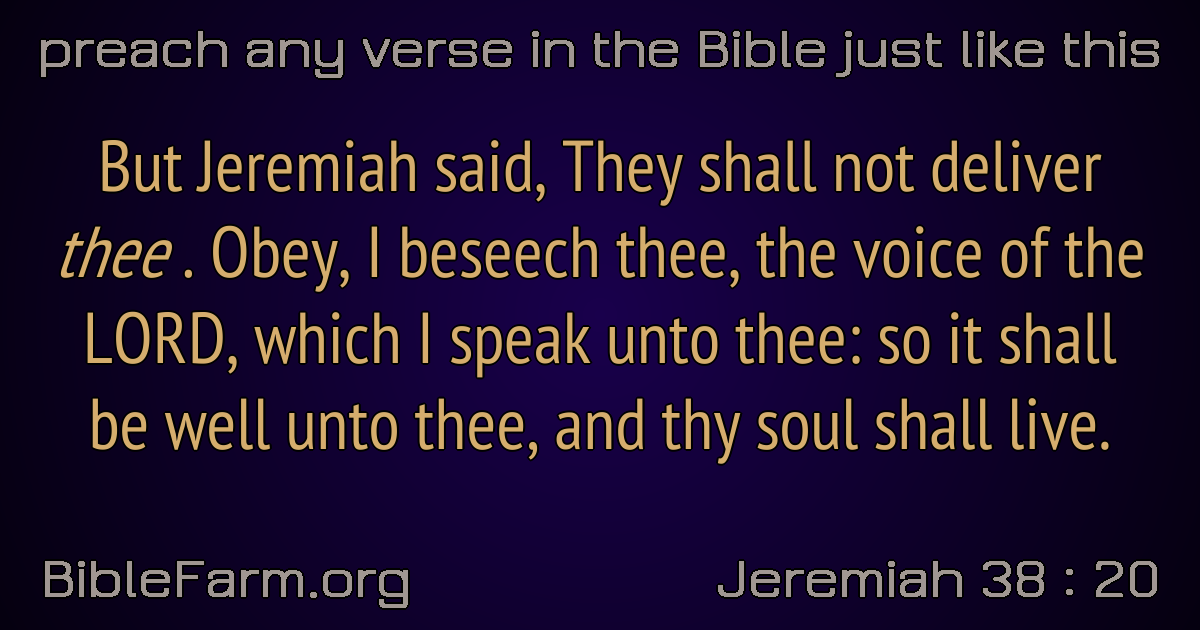 preach any verse in the Bible just like this
But Jeremiah said, They shall not deliver
thee . Obey, I beseech thee, the voice of the
LORD, which I speak unto thee: so it shall
be well unto thee, and thy soul shall live.
BibleFarm.org
Jeremiah 38 : 20